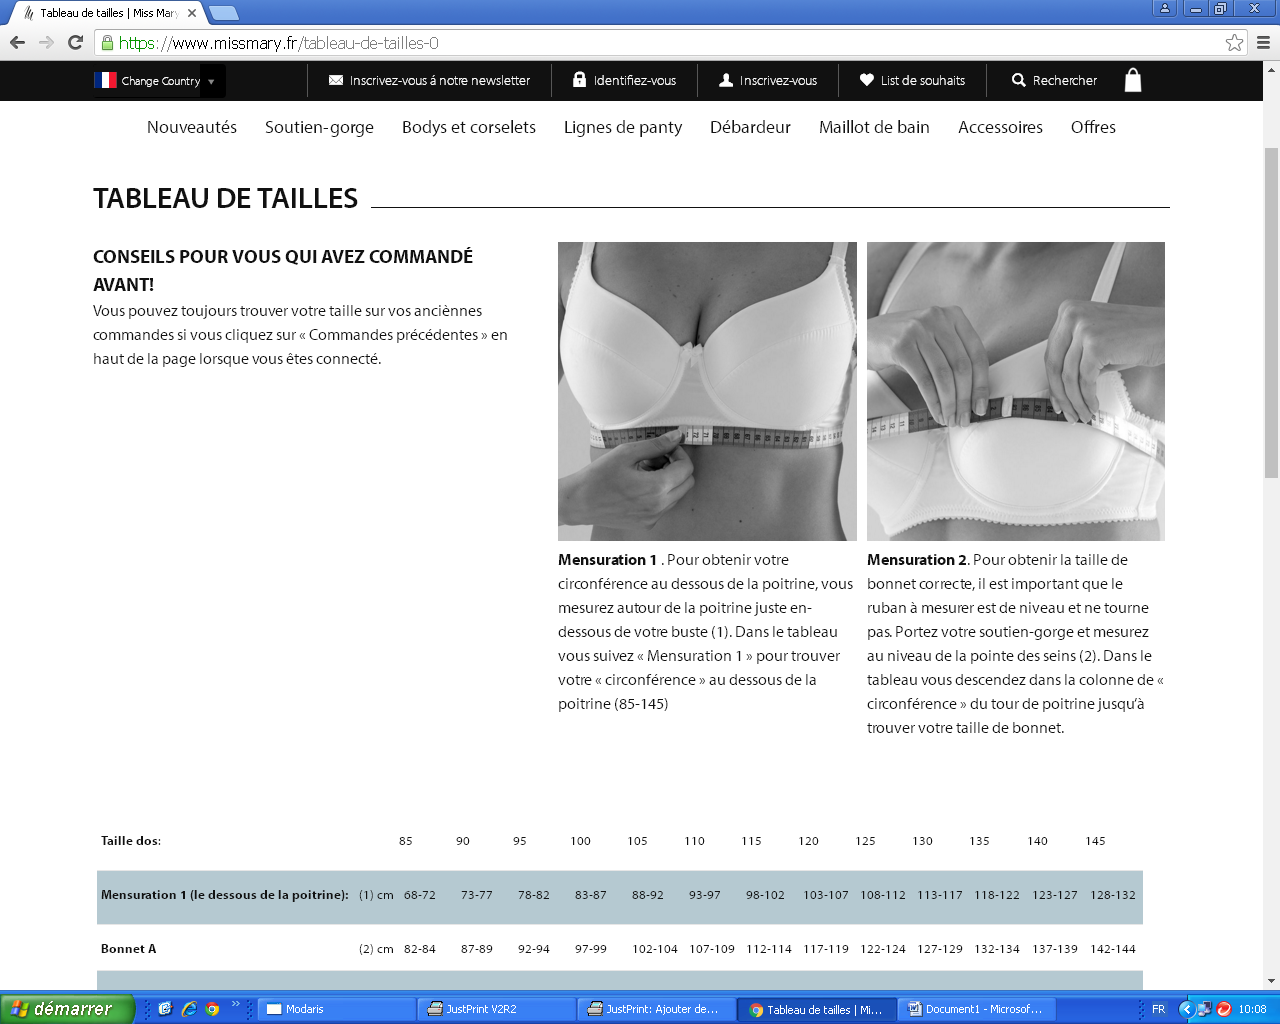 Tableau de tailles | Miss Mary
https://www.missmary.fr/tableau-de-tailles-0
Change Country
Inscrivez-vous á notre newsletter
Identifiez-vous
Inscrivez-vous
List de souhaits
Rechercher
Nouveautés Soutien-gorge Bodys et corselets Lignes de panty Débardeur Maillot de bain Accessoires Offres
TABLEAU DE TAILLES
CONSEILS POUR VOUS QUI AVEZ COMMANDÉ
AVANT!
Vous pouvez toujours trouver votre taille sur vos anciènnes
commandes si vous cliquez sur « Commandes précédentes » en
haut de la page lorsque vous êtes connecté.
Mensuration 1 . Pour obtenir votre
circonférence au dessous de la poitrine, vous
mesurez autour de la poitrine juste en-
dessous de votre buste (1). Dans le tableau
vous suivez « Mensuration 1 » pour trouver
votre « circonférence » au dessous de la
poitrine (85-145)
Mensuration 2. Pour obtenir la taille de
bonnet correcte, il est important que le
ruban à mesurer est de niveau et ne tourne
pas. Portez votre soutien-gorge et mesurez
au niveau de la pointe des seins (2). Dans le
tableau vous descendez dans la colonne de «
circonférence » du tour de poitrine jusqu'à
trouver votre taille de bonnet.
Taille dos: 85 90 95 100 105 110 115 120 125 130 135 140 145
Mensuration 1 (le dessous de la poitrine): (1) cm 68-72 73-77 78-82 83-87 88-92 93-97 98-102 103-107 108-112 113-117 118-122 123-127 128-132
Bonnet A (2) cm 82-84 87-89 92-94 97-99 102-104 107-109 112-114 117-119 122-124 127-129 132-134 137-139 142-144
démarrer
Modaris
JustPrint V2R2
JustPrint: Ajouter de...
Tableau de tailles | Mi...
Document1 - Microsof...
FR
10:08